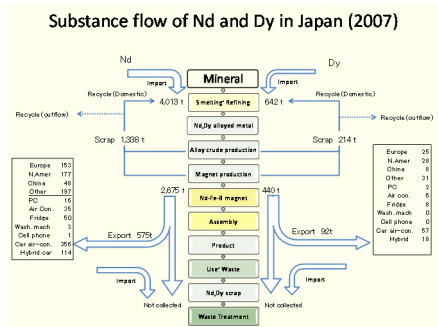 Substance flow of Nd and Dy in Japan (2007)
Nd
Dy
Import
Mineral
Import
Recycle (Domestic)
4,013 t
Smelting・Refining
642 t
Recycle (Domestic)
Recycle (outflow)
Nd,Dy alloyed metal
Recycle (outflow)
Scrap 1,338 t
Alloy crude production
Scrap 214 t
Magnet production
Europe 153
N.Amer 177
China 48
Other 197
PC 16
Air Con. 35
Fridge 50
Wash. mach 3
Cell phone 1
Car air-con. 356
Hybrid car 114
2,675 t
Nd-Fe-B magnet
440 t
Europe 25
N.Amer 28
China 8
Other 31
PC 2
Air con. 6
Fridge 8
Wash. mach 0
Cell phone 0
Car air-con. 57
Hybrid 18
Assembly
Export 575t
Product
Export 92t
Import
Use・Waste
Import
Not collected
Nd,Dy scrap
Not collected
Waste Treatment